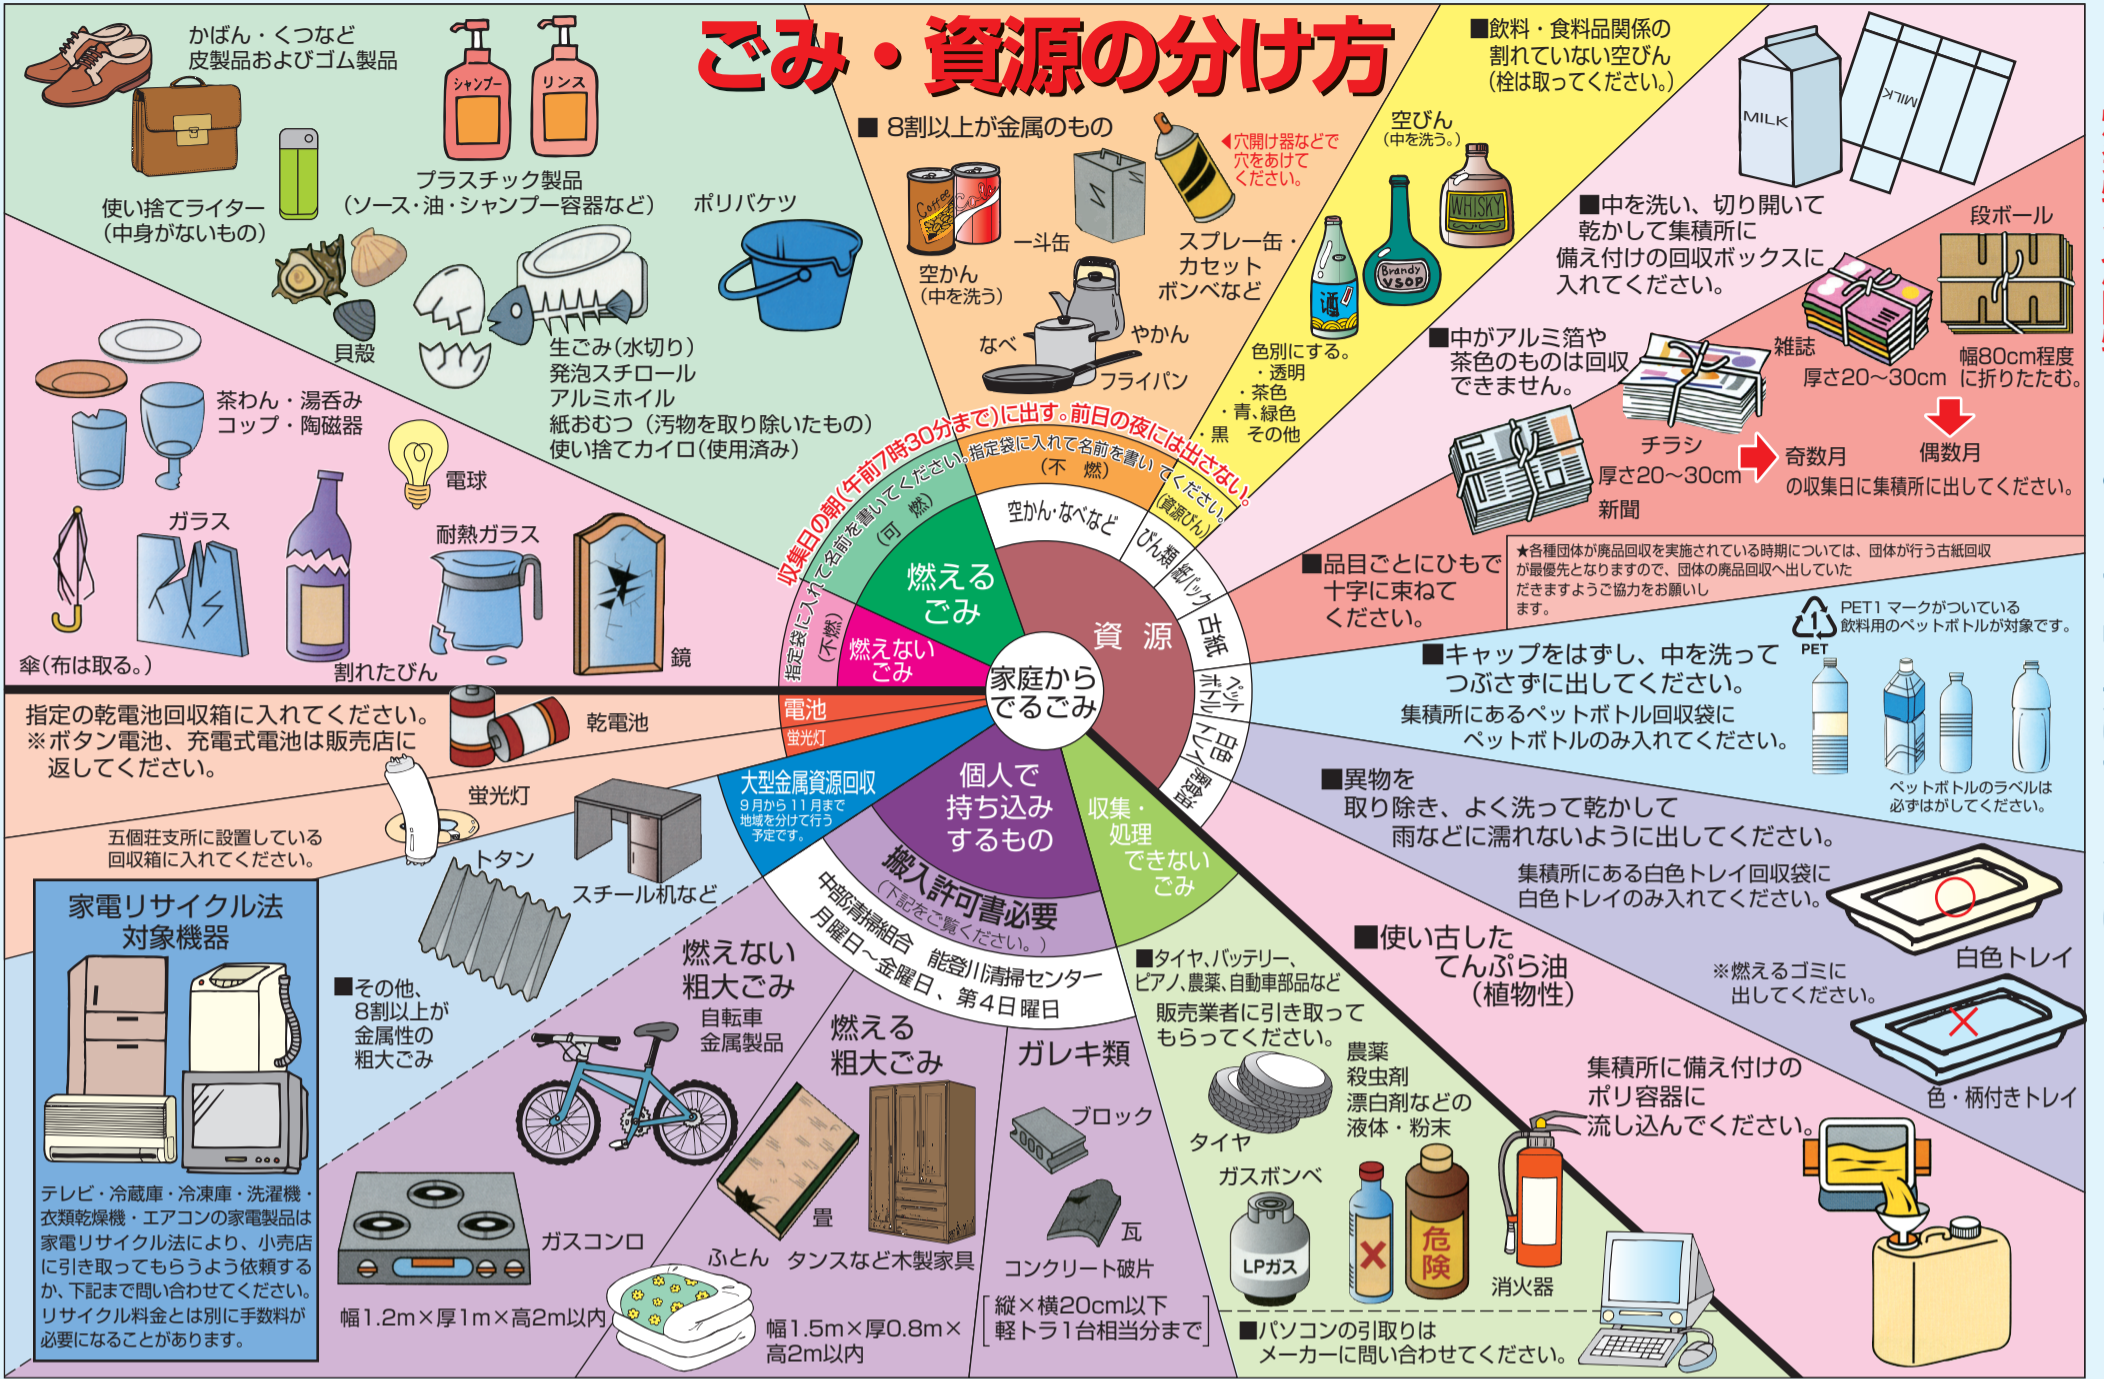 ごみ・資源の分け方
かばん・くつなど
皮製品およびゴム製品
シャンプー
リンス
プラスチック製品
（ソース・油・シャンプー容器など）
使い捨てライター
（中身がないもの）
ポリバケツ
貝殻
生ごみ（水切り）
発泡スチロール
アルミホイル
紙おむつ（汚物を取り除いたもの）
使い捨てカイロ（使用済み）
■ 8割以上が金属のもの
◀穴開け器などで
穴をあけて
ください。
Coffee
Cola
一斗缶
空かん
（中を洗う）
スプレー缶・
カセット
ボンベなど
なべ
やかん
フライパン
■飲料・食料品関係の
割れていない空びん
（栓は取ってください。）
空びん
（中を洗う。）
WHISKY
Brandy
VSOP
酒
色別にする。
・透明
・茶色
・青、緑色
・黒　その他
MILK
MILK
■中を洗い、切り開いて
乾かして集積所に
備え付けの回収ボックスに
入れてください。
■中がアルミ箔や
茶色のものは回収
できません。
段ボール
雑誌
厚さ20〜30cm
幅80cm程度
に折りたたむ。
チラシ
厚さ20〜30cm
新聞
奇数月
偶数月
の収集日に集積所に出してください。
■品目ごとにひもで
十字に束ねて
ください。
★各種団体が廃品回収を実施されている時期については、団体が行う古紙回収
が最優先となりますので、団体の廃品回収へ出していた
だきますようご協力をお願いし
ます。
茶わん・湯呑み
コップ・陶磁器
電球
ガラス
耐熱ガラス
傘（布は取る。）
割れたびん
鏡
収集日の朝（午前7時30分まで）に出す。前日の夜には出さない。
指定袋に入れて名前を書いてください。
指定袋に入れて名前を書いてください。
（可　燃）
（不　燃）
（資源びん）
（不燃）
燃える
ごみ
燃えない
ごみ
空かん・なべなど
びん類
紙パック
古紙
ペット
ボトル
白色
トレイ
廃食油
資　源
家庭から
でるごみ
電池
蛍光灯
大型金属資源回収
9月から11月まで
地域を分けて行う
予定です。
個人で
持ち込み
するもの
収集・
処理
できない
ごみ
搬入許可書必要
（下記をご覧ください。）
中部清掃組合　能登川清掃センター
月曜日〜金曜日、第4日曜日
1
PET
PET1 マークがついている
飲料用のペットボトルが対象です。
■キャップをはずし、中を洗って
つぶさずに出してください。
集積所にあるペットボトル回収袋に
ペットボトルのみ入れてください。
ペットボトルのラベルは
必ずはがしてください。
■異物を
取り除き、よく洗って乾かして
雨などに濡れないように出してください。
集積所にある白色トレイ回収袋に
白色トレイのみ入れてください。
白色トレイ
※燃えるゴミに
出してください。
色・柄付きトレイ
■使い古した
てんぷら油
（植物性）
集積所に備え付けの
ポリ容器に
流し込んでください。
指定の乾電池回収箱に入れてください。
※ボタン電池、充電式電池は販売店に
返してください。
乾電池
蛍光灯
五個荘支所に設置している
回収箱に入れてください。
トタン
スチール机など
■その他、
8割以上が
金属性の
粗大ごみ
家電リサイクル法
対象機器
テレビ・冷蔵庫・冷凍庫・洗濯機・
衣類乾燥機・エアコンの家電製品は
家電リサイクル法により、小売店
に引き取ってもらうよう依頼する
か、下記まで問い合わせてください。
リサイクル料金とは別に手数料が
必要になることがあります。
燃えない
粗大ごみ
自転車
金属製品
ガスコンロ
幅1.2m×厚1m×高2m以内
燃える
粗大ごみ
畳
ふとん
タンスなど木製家具
幅1.5m×厚0.8m×
高2m以内
ガレキ類
ブロック
瓦
コンクリート破片
縦×横20cm以下
軽トラ1台相当分まで
■タイヤ、バッテリー、
ピアノ、農薬、自動車部品など
販売業者に引き取って
もらってください。
農薬
殺虫剤
漂白剤などの
液体・粉末
タイヤ
ガスボンベ
LPガス
危険
消火器
■パソコンの引取りは
メーカーに問い合わせてください。